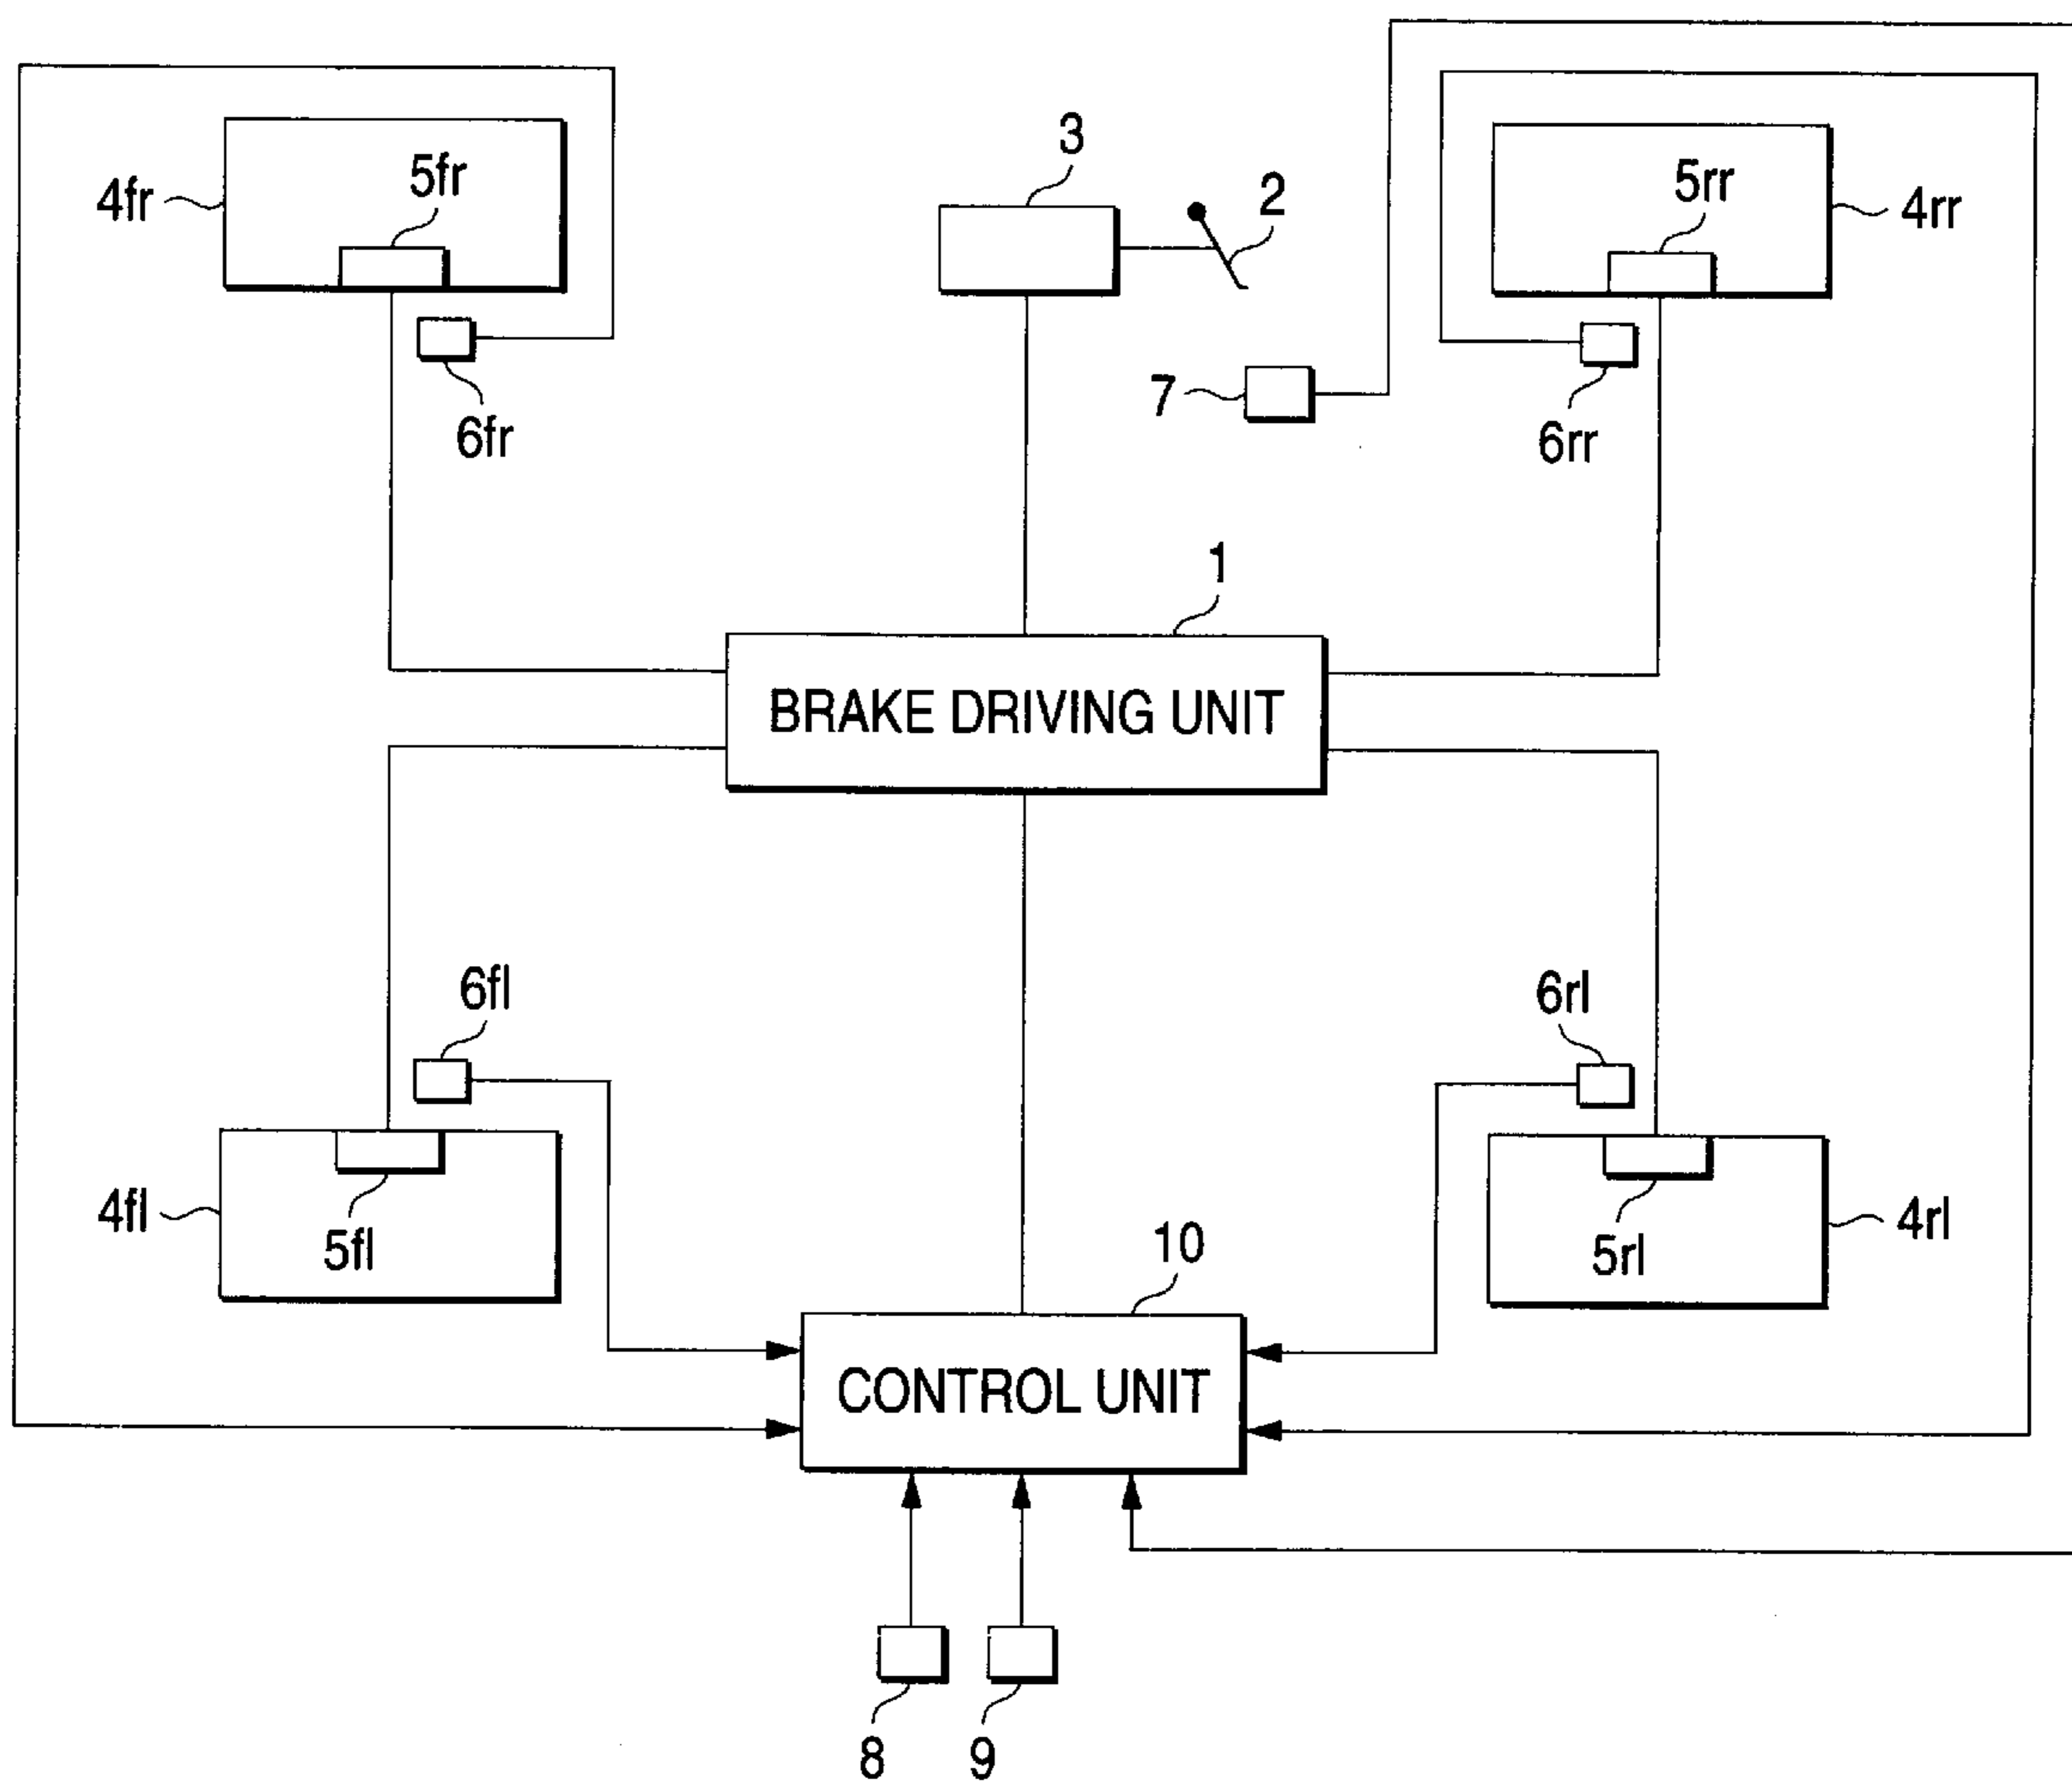 3
5fr
5rr
2
4fr
4rr
7
6fr
6rr
1
BRAKE DRIVING UNIT
6fl
6rl
4fl
4rl
5fl
5rl
10
CONTROL UNIT
8
9